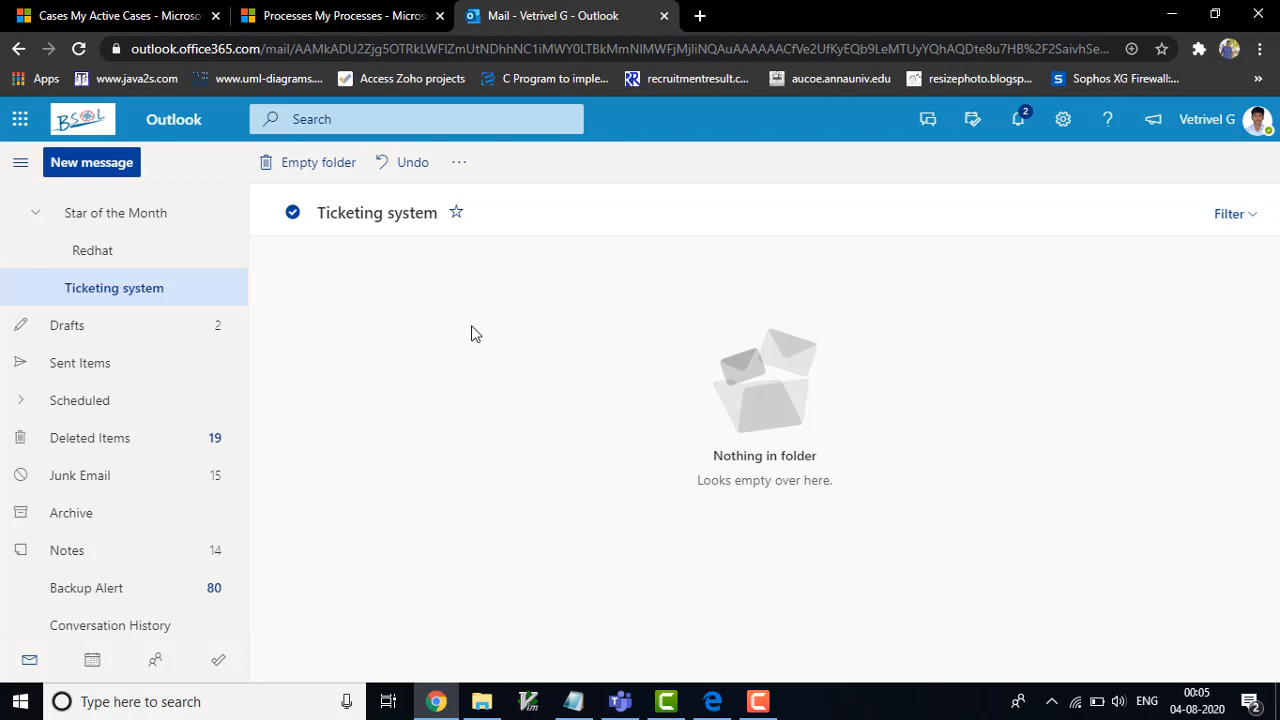 Cases My Active Cases - Microso
Processes My Processes - Micros
Mail - Vetrivel G - Outlook
outlook.office365.com/mail/AAMkADU2Zjg5OTRkLWFlZmUtNDhhNC1iMWY0LTBkMmNlMWFjMjliNQAuAAAAAACfVe2UfKyEQb9LeMTUyYQhAQDte8u7HB%2F2SaivhSe...
Apps
www.java2s.com
www.uml-diagrams....
Access Zoho projects
C Program to imple...
recruitmentresult.c...
aucoe.annauniv.edu
resizephoto.blogsp...
Sophos XG Firewall:...
»
BSOL
Outlook
Search
2
Vetrivel G
New message
Empty folder
Undo
Star of the Month
Redhat
Ticketing system
Drafts 2
Sent Items
Scheduled
Deleted Items 19
Junk Email 15
Archive
Notes 14
Backup Alert 80
Conversation History
Ticketing system
Filter
Nothing in folder
Looks empty over here.
Type here to search
ENG
00:05
04-08-2020
2